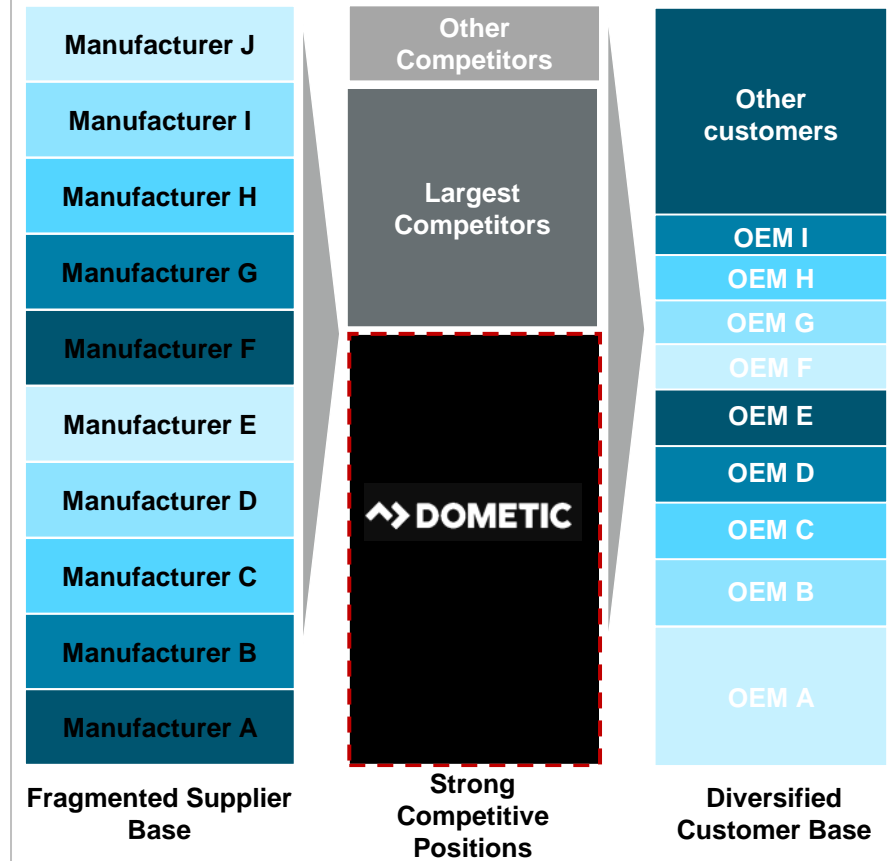 Manufacturer J
Manufacturer I
Manufacturer H
Manufacturer G
Manufacturer F
Manufacturer E
Manufacturer D
Manufacturer C
Manufacturer B
Manufacturer A
Fragmented Supplier
Base
Other
Competitors
Largest
Competitors
DOMETIC
Strong
Competitive
Positions
Other
customers
OEM I
OEM H
OEM G
OEM F
OEM E
OEM D
OEM C
OEM B
OEM A
Diversified
Customer Base